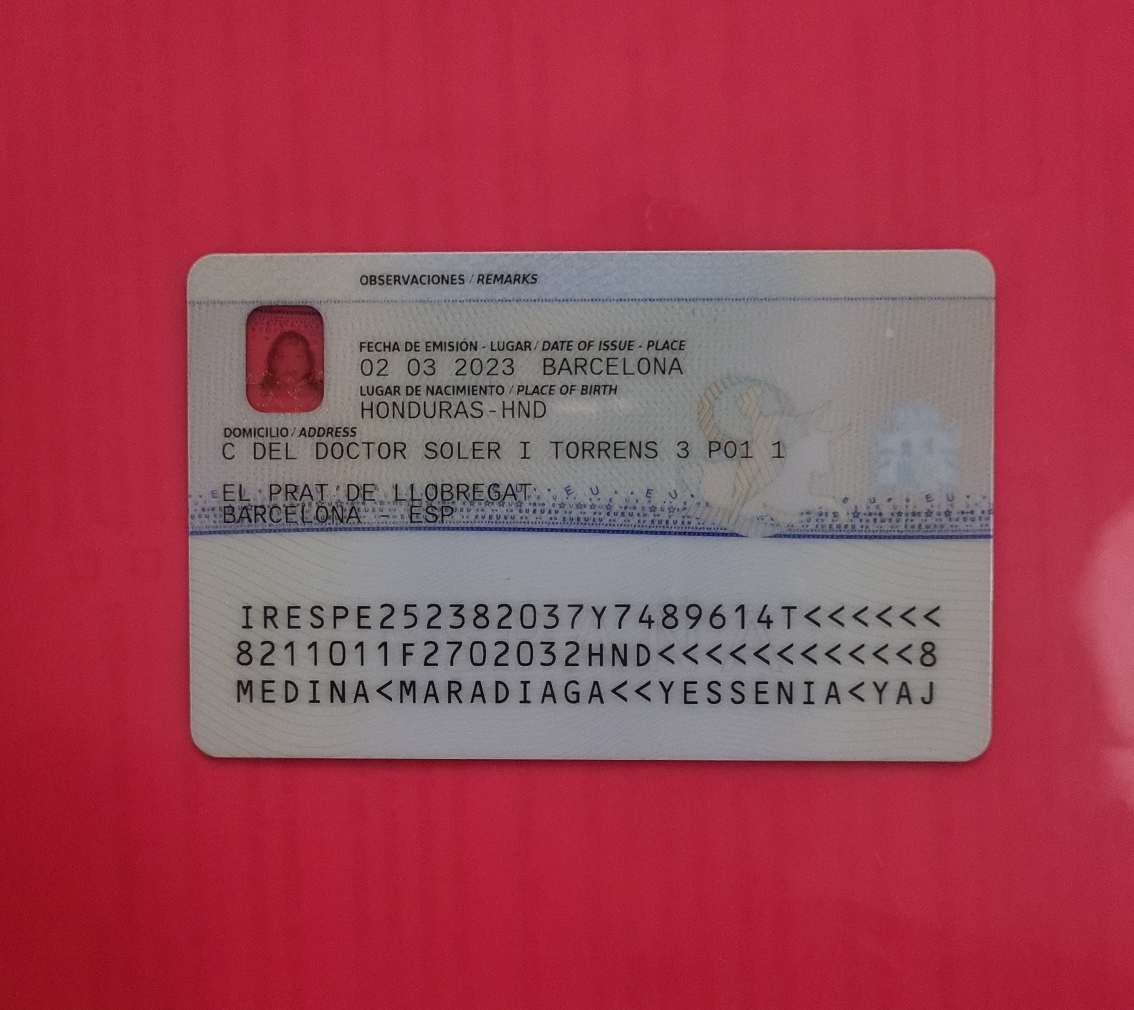 OBSERVACIONES / REMARKS
FECHA DE EMISIÓN - LUGAR / DATE OF ISSUE - PLACE
02 03 2023 BARCELONA
LUGAR DE NACIMIENTO / PLACE OF BIRTH
HONDURAS-HND
DOMICILIO / ADDRESS
C DEL DOCTOR SOLER I TORRENS 3 P01 1
EL PRAT DE LLOBREGAT
BARCELONA - ESP
IRESPE252382037Y7489614T<<<<<<
8211011F2702032HND<<<<<<<<<<<8
MEDINA<MARADIAGA<<YESSENIA<YAJ